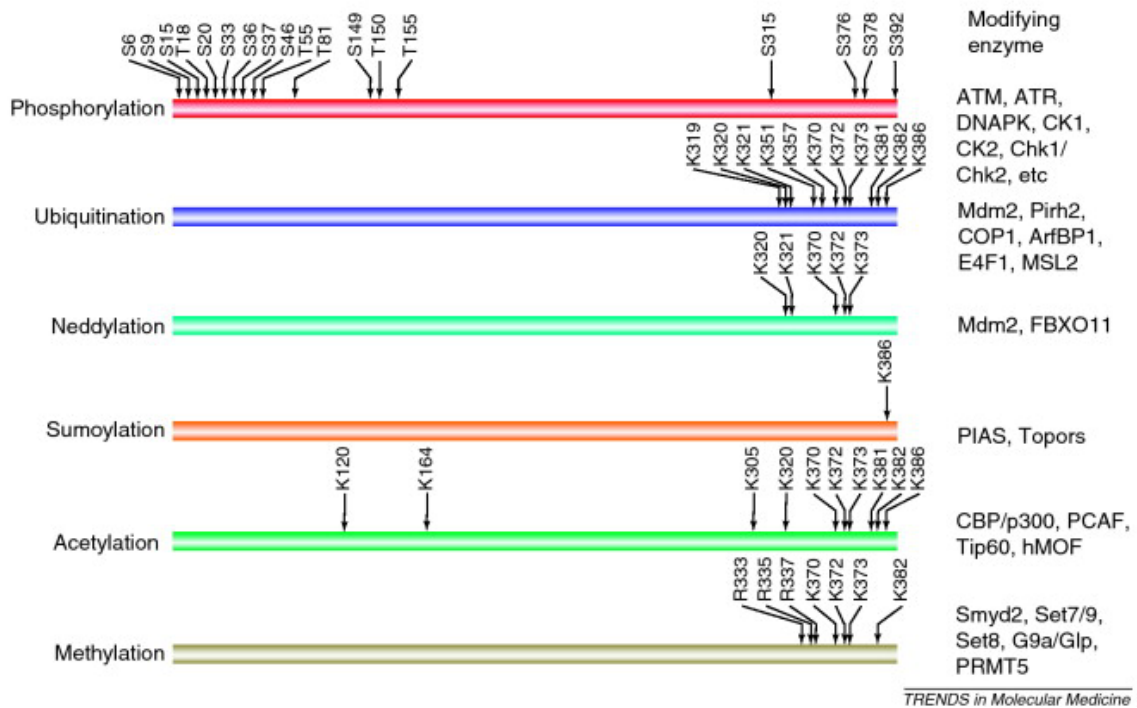 Modifying
enzyme
S6
S9
S15
T18
S20
S33
S36
S37
S46
T55
T81
S149
T150
T155
S315
S376
S378
S392
Phosphorylation
ATM, ATR,
DNAPK, CK1,
CK2, Chk1/
Chk2, etc
K319
K320
K321
K351
K357
K370
K372
K373
K381
K382
K386
Ubiquitination
Mdm2, Pirh2,
COP1, ArfBP1,
E4F1, MSL2
K320
K321
K370
K372
K373
Neddylation
Mdm2, FBXO11
K386
Sumoylation
PIAS, Topors
K120
K164
K305
K320
K370
K372
K373
K381
K382
K386
Acetylation
CBP/p300, PCAF,
Tip60, hMOF
R333
R335
R337
K370
K372
K373
K382
Methylation
Smyd2, Set7/9,
Set8, G9a/Glp,
PRMT5
TRENDS in Molecular Medicine